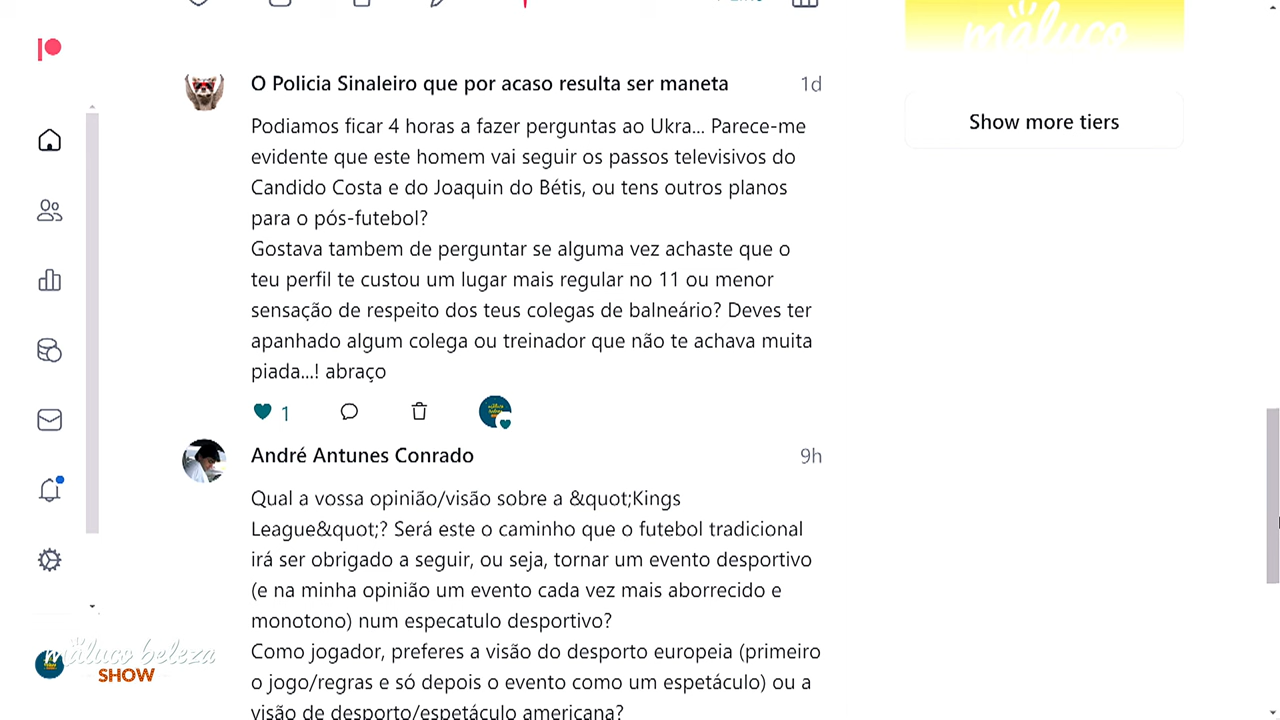 maluco
Show more tiers
O Policia Sinaleiro que por acaso resulta ser maneta
1d
Podiamos ficar 4 horas a fazer perguntas ao Ukra... Parece-me
evidente que este homem vai seguir os passos televisivos do
Candido Costa e do Joaquin do Bétis, ou tens outros planos
para o pós-futebol?
Gostava tambem de perguntar se alguma vez achaste que o
teu perfil te custou um lugar mais regular no 11 ou menor
sensação de respeito dos teus colegas de balneário? Deves ter
apanhado algum colega ou treinador que não te achava muita
piada...! abraço
1
André Antunes Conrado
9h
Qual a vossa opinião/visão sobre a &quot;Kings
League&quot;? Será este o caminho que o futebol tradicional
irá ser obrigado a seguir, ou seja, tornar um evento desportivo
(e na minha opinião um evento cada vez mais aborrecido e
monotono) num especatulo desportivo?
Como jogador, preferes a visão do desporto europeia (primeiro
o jogo/regras e só depois o evento como um espetáculo) ou a
visão de desporto/espetáculo americana?
maluco beleza
SHOW